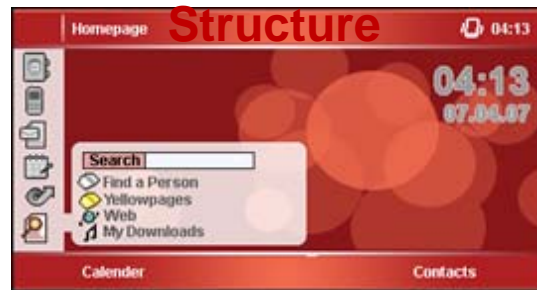 Homepage Structure 04:13
04:13
07.04.07
Search
Find a Person
Yellowpages
Web
My Downloads
Calender Contacts